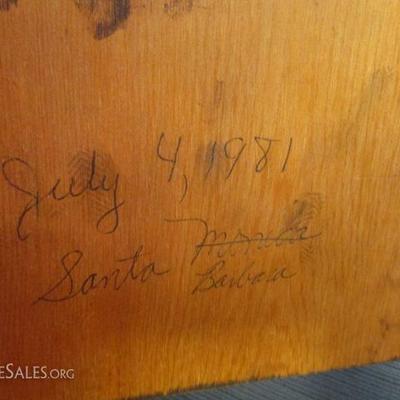 July 4, 1981
Santa Monica
Barbara
ESALES.ORG